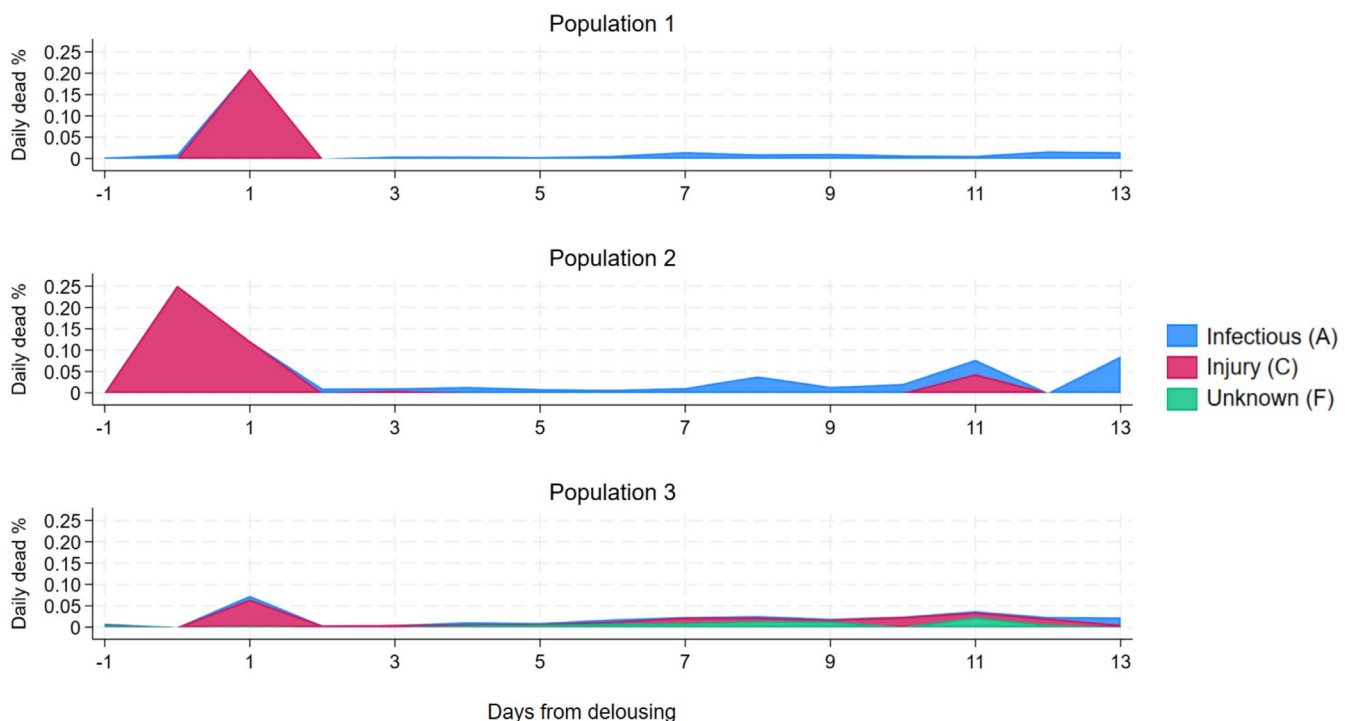 Population 1
Daily dead %
0.25
0.20
0.15
0.10
0.05
0
-1 1 3 5 7 9 11 13
Population 2
Daily dead %
0.25
0.20
0.15
0.10
0.05
0
-1 1 3 5 7 9 11 13
Infectious (A)
Injury (C)
Unknown (F)
Population 3
Daily dead %
0.25
0.20
0.15
0.10
0.05
0
-1 1 3 5 7 9 11 13
Days from delousing